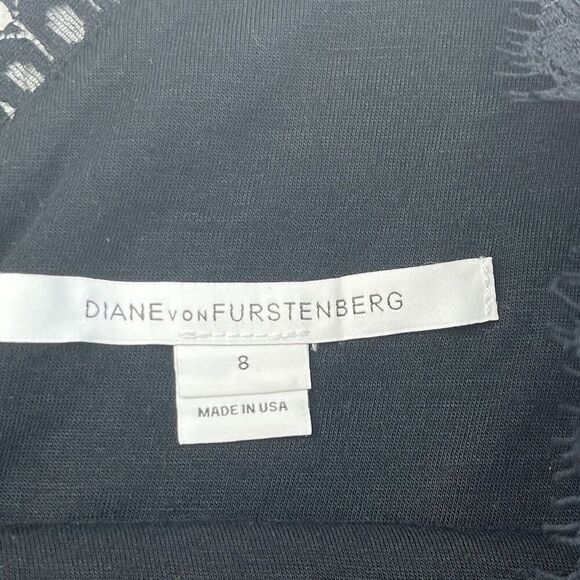 DIANE VON FURSTENBERG
8
MADE IN USA